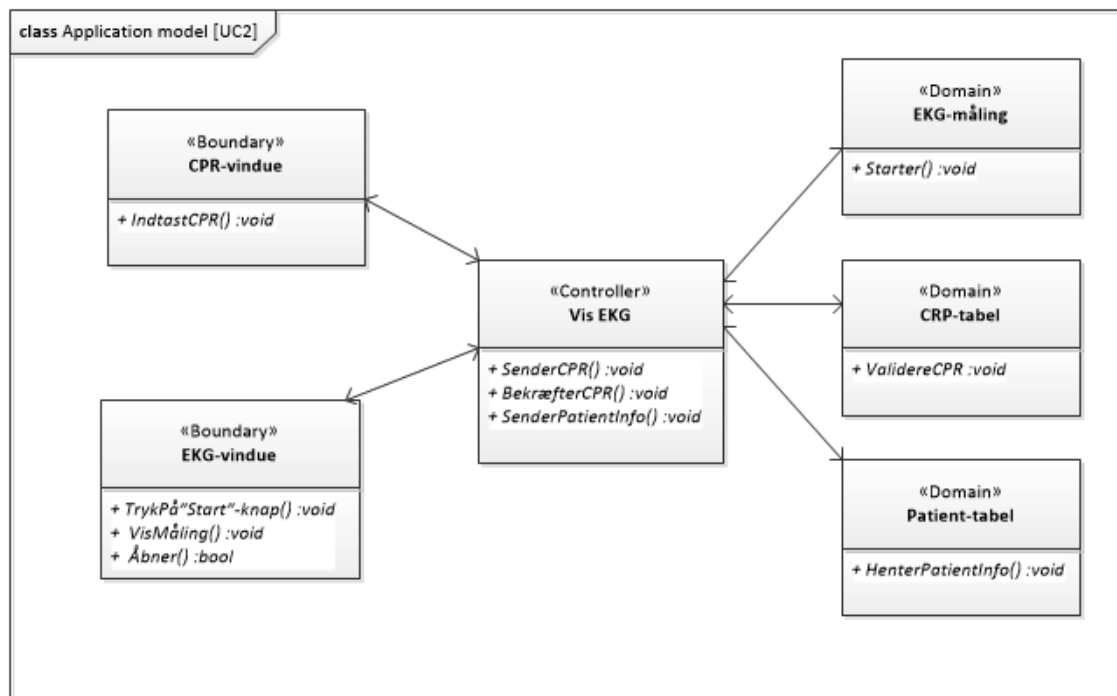 class Application model [UC2]
«Boundary»
CPR-vindue
+ IndtastCPR() :void
«Boundary»
EKG-vindue
+ TrykPå"Start"-knap() :void
+ VisMåling() :void
+ Åbner() :bool
«Controller»
Vis EKG
+ SenderCPR() :void
+ BekræfterCPR() :void
+ SenderPatientInfo() :void
«Domain»
EKG-måling
+ Starter() :void
«Domain»
CRP-tabel
+ ValidereCPR :void
«Domain»
Patient-tabel
+ HenterPatientInfo() :void